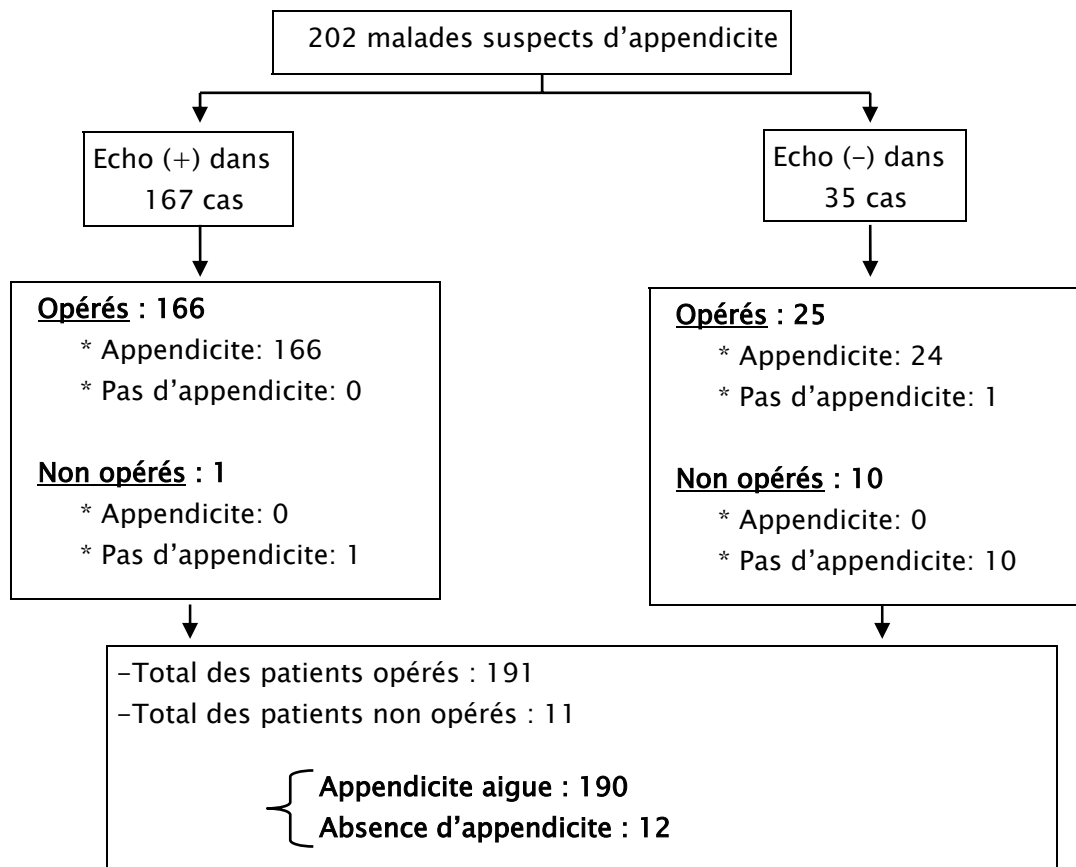 202 malades suspects d’appendicite
Echo (+) dans
167 cas
Echo (–) dans
35 cas
Opérés : 166
* Appendicite: 166
* Pas d’appendicite: 0
Non opérés : 1
* Appendicite: 0
* Pas d’appendicite: 1
Opérés : 25
* Appendicite: 24
* Pas d’appendicite: 1
Non opérés : 10
* Appendicite: 0
* Pas d’appendicite: 10
–Total des patients opérés : 191
–Total des patients non opérés : 11
Appendicite aigue : 190
Absence d’appendicite : 12